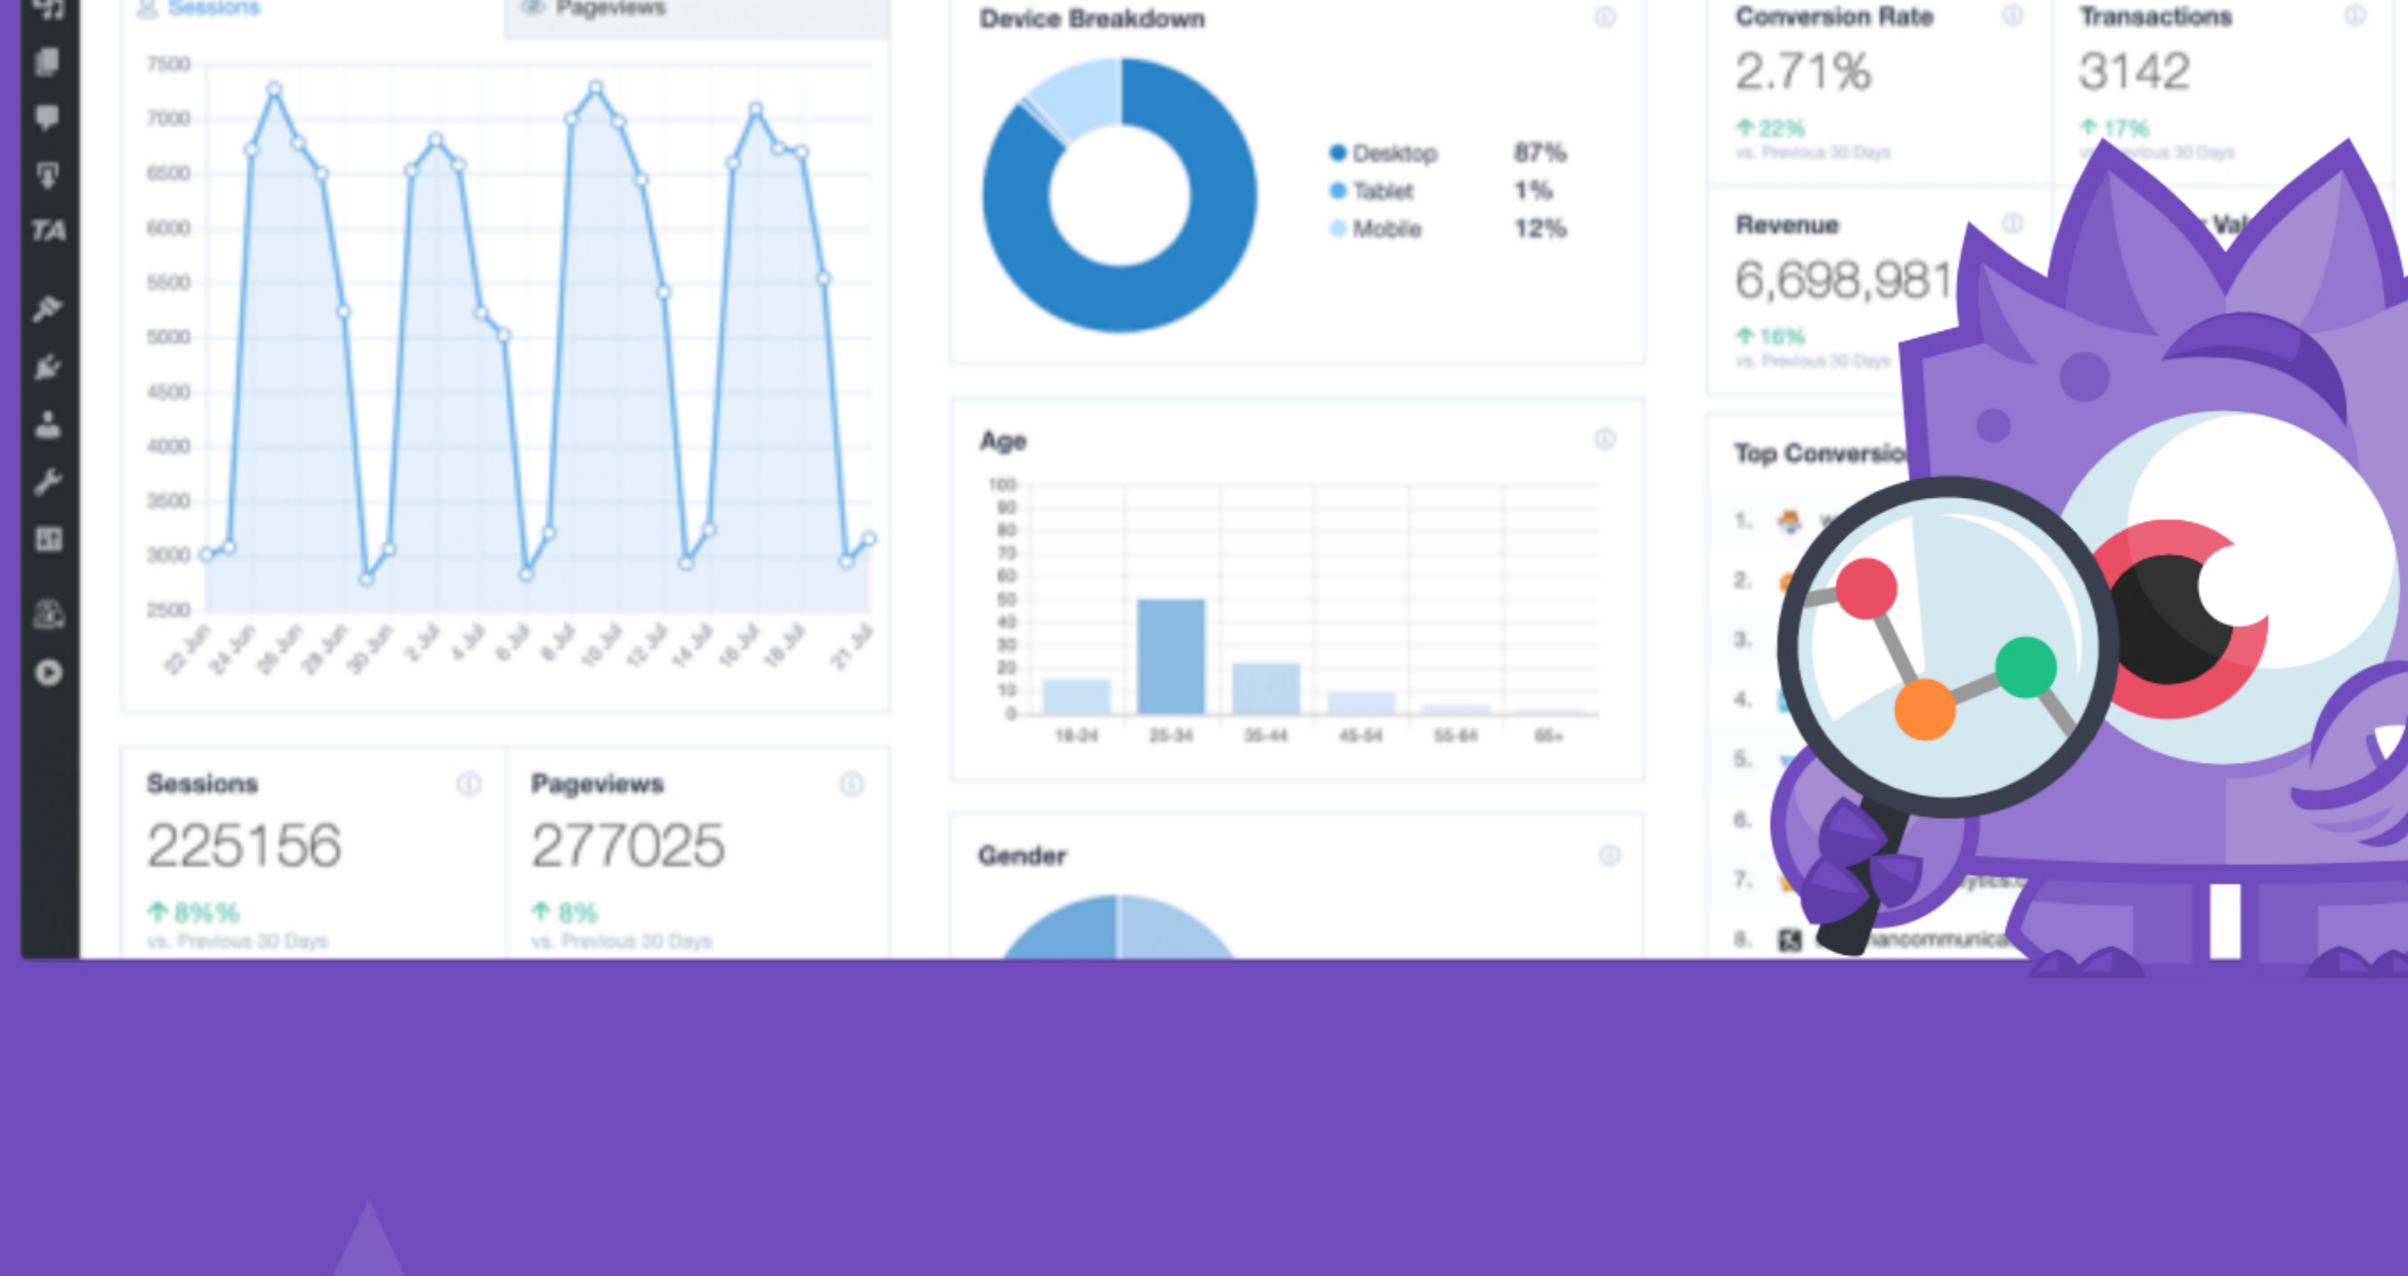 Sessions
Pageviews
7500
7000
6500
6000
5500
5000
4500
4000
3500
3000
2500
22 Jun
24 Jun
26 Jun
28 Jun
30 Jun
2 Jul
4 Jul
6 Jul
8 Jul
10 Jul
12 Jul
14 Jul
16 Jul
18 Jul
21 Jul
Sessions
225156
8%%
vs. Previous 30 Days
Pageviews
277025
8%
vs. Previous 30 Days
TA
Device Breakdown
Desktop 87%
Tablet 1%
Mobile 12%
Age
100
90
80
70
60
50
40
30
20
10
0
18-24
25-34
35-44
45-54
55-64
65+
Gender
Conversion Rate
2.71%
22%
vs. Previous 30 Days
Transactions
3142
17%
30 Days
Revenue
6,698,981
16%
vs. Previous 30 Days
Top
1.
2.
3.
4.
5.
6.
7.
8.